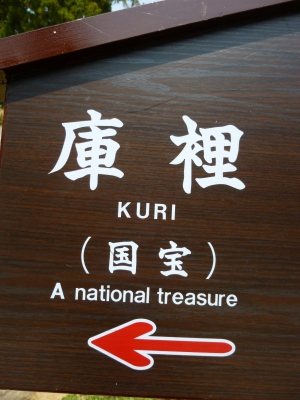 庫裡
KURI
（国宝）
A national treasure